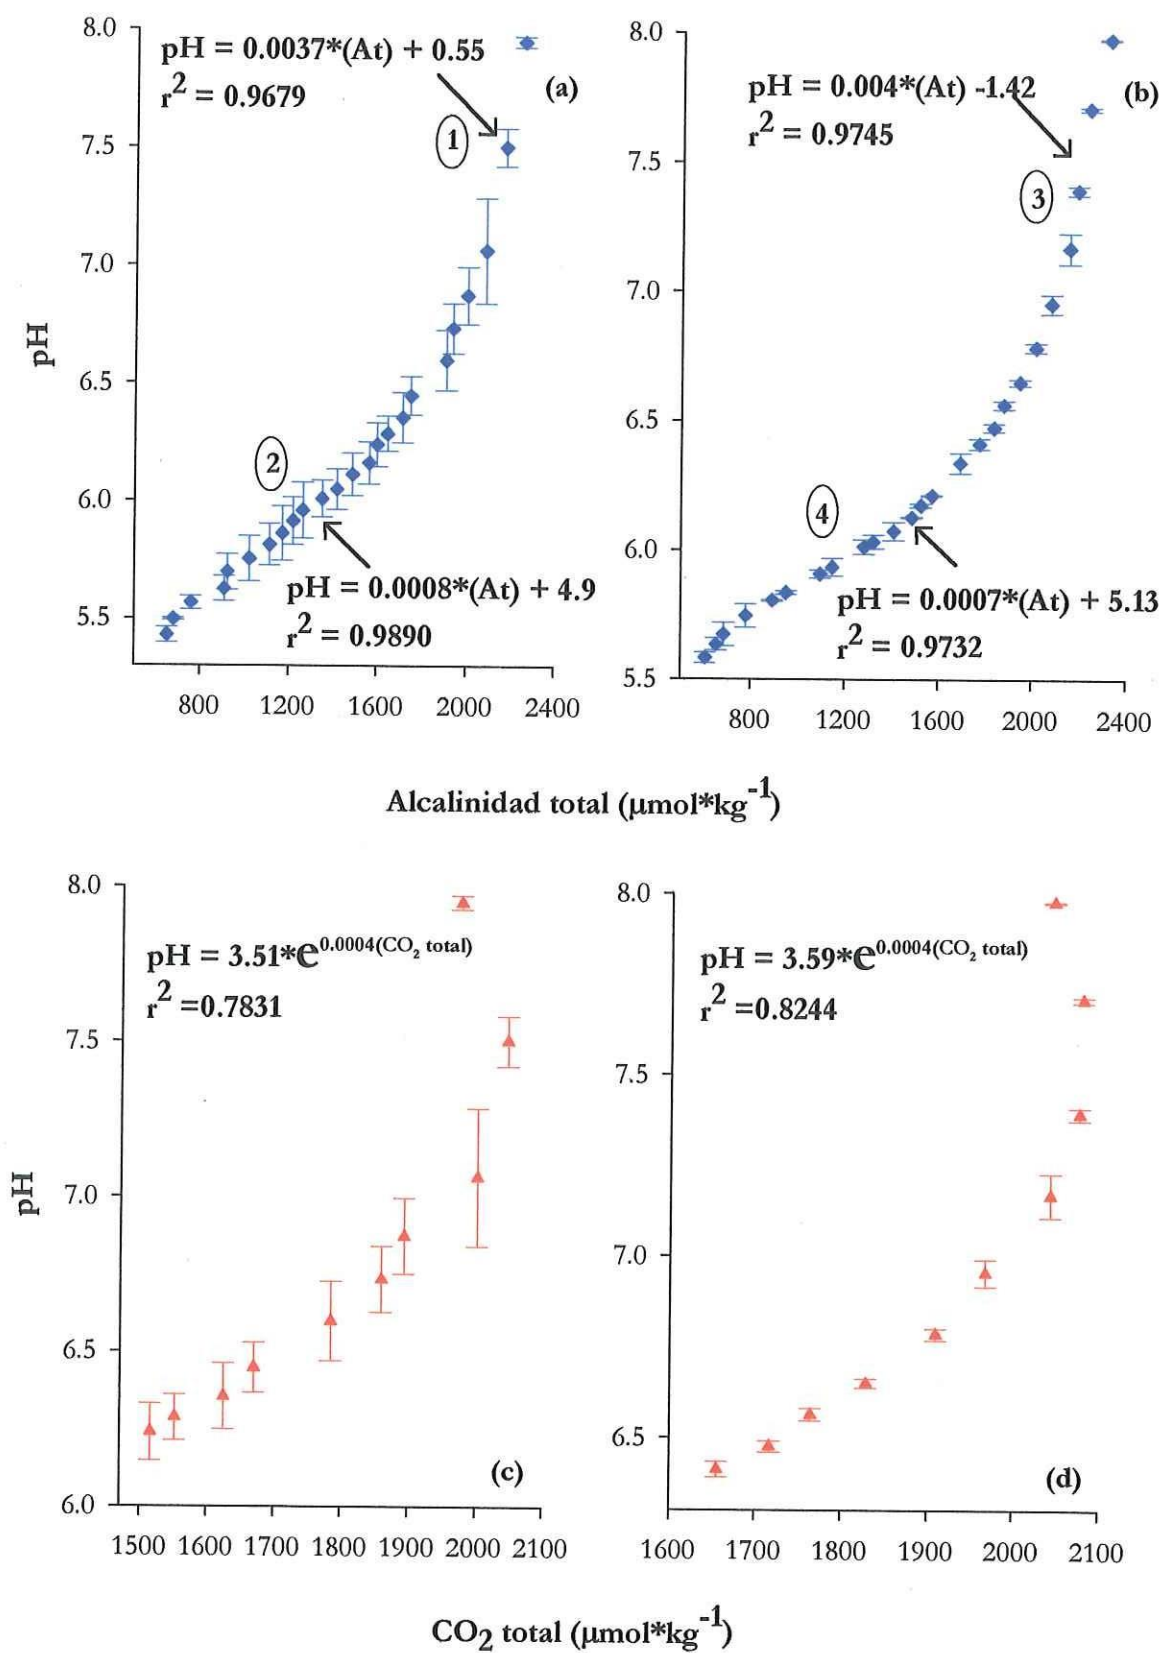 8.0
pH = 0.0037*(At) + 0.55
r2 = 0.9679
(a)
1
7.5
7.0
pH
6.5
2
6.0
pH = 0.0008*(At) + 4.9
r2 = 0.9890
5.5
800 1200 1600 2000 2400
8.0
pH = 0.004*(At) -1.42
r2 = 0.9745
(b)
7.5
3
7.0
6.5
4
6.0
pH = 0.0007*(At) + 5.13
r2 = 0.9732
5.5
800 1200 1600 2000 2400
Alcalinidad total (µmol*kg-1)
8.0
pH = 3.51*e0.0004(CO2 total)
r2 =0.7831
7.5
7.0
pH
6.5
(c)
6.0
1500 1600 1700 1800 1900 2000 2100
8.0
pH = 3.59*e0.0004(CO2 total)
r2 =0.8244
7.5
7.0
6.5
(d)
1600 1700 1800 1900 2000 2100
CO2 total (µmol*kg-1)